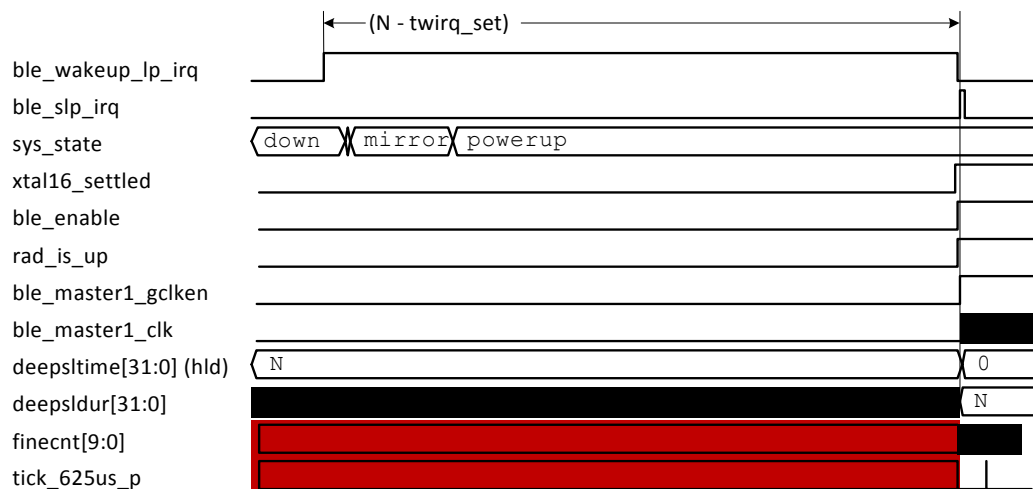 (N - twirq_set)
ble_wakeup_lp_irq
ble_slp_irq
sys_state down mirror powerup
xtal16_settled
ble_enable
rad_is_up
ble_master1_gclken
ble_master1_clk
deepsltime[31:0] (hld) N 0
deepsldur[31:0] N
finecnt[9:0]
tick_625us_p